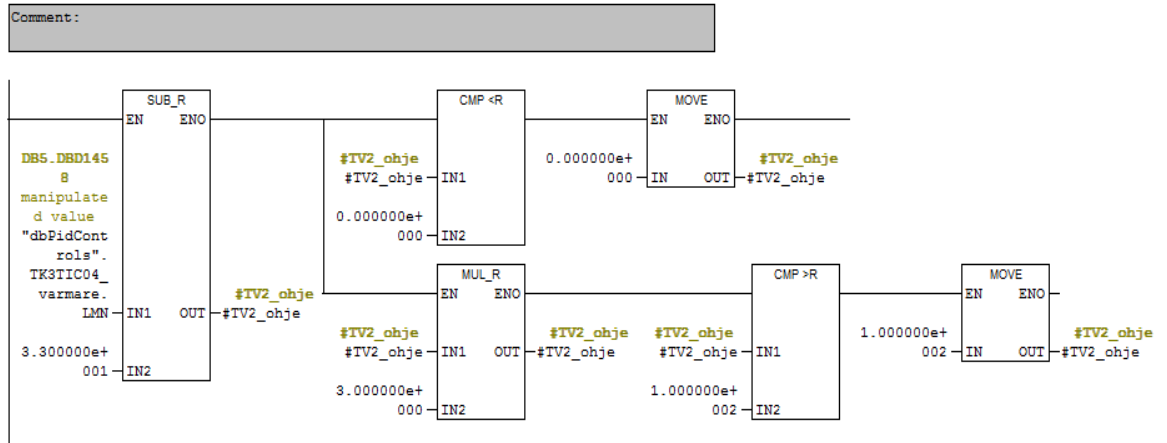 Comment:
SUB_R
EN ENO
DB5.DBD145
8
manipulate
d value
"dbPidCont
rols".
TK3TIC04_
varmare.
LMN IN1
#TV2_ohje
OUT #TV2_ohje
3.300000e+
001 IN2
CMP <R
#TV2_ohje
#TV2_ohje IN1
0.000000e+
000 IN2
MOVE
EN ENO
0.000000e+
000 IN
#TV2_ohje
OUT #TV2_ohje
MUL_R
EN ENO
#TV2_ohje
#TV2_ohje IN1
#TV2_ohje
OUT #TV2_ohje
3.000000e+
000 IN2
CMP >R
#TV2_ohje
#TV2_ohje IN1
1.000000e+
002 IN2
MOVE
EN ENO
1.000000e+
002 IN
#TV2_ohje
OUT #TV2_ohje